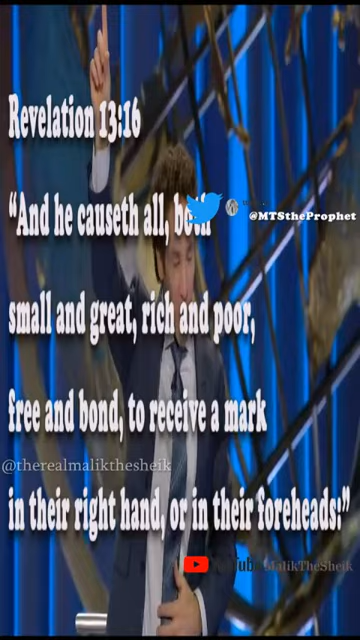 Revelation 13:16
“And he causeth all, both
@MTStheProphet
small and great, rich and poor,
free and bond, to receive a mark
@therealmalikthesheik
in their right hand, or in their foreheads:”
YouTube MalikTheSheik